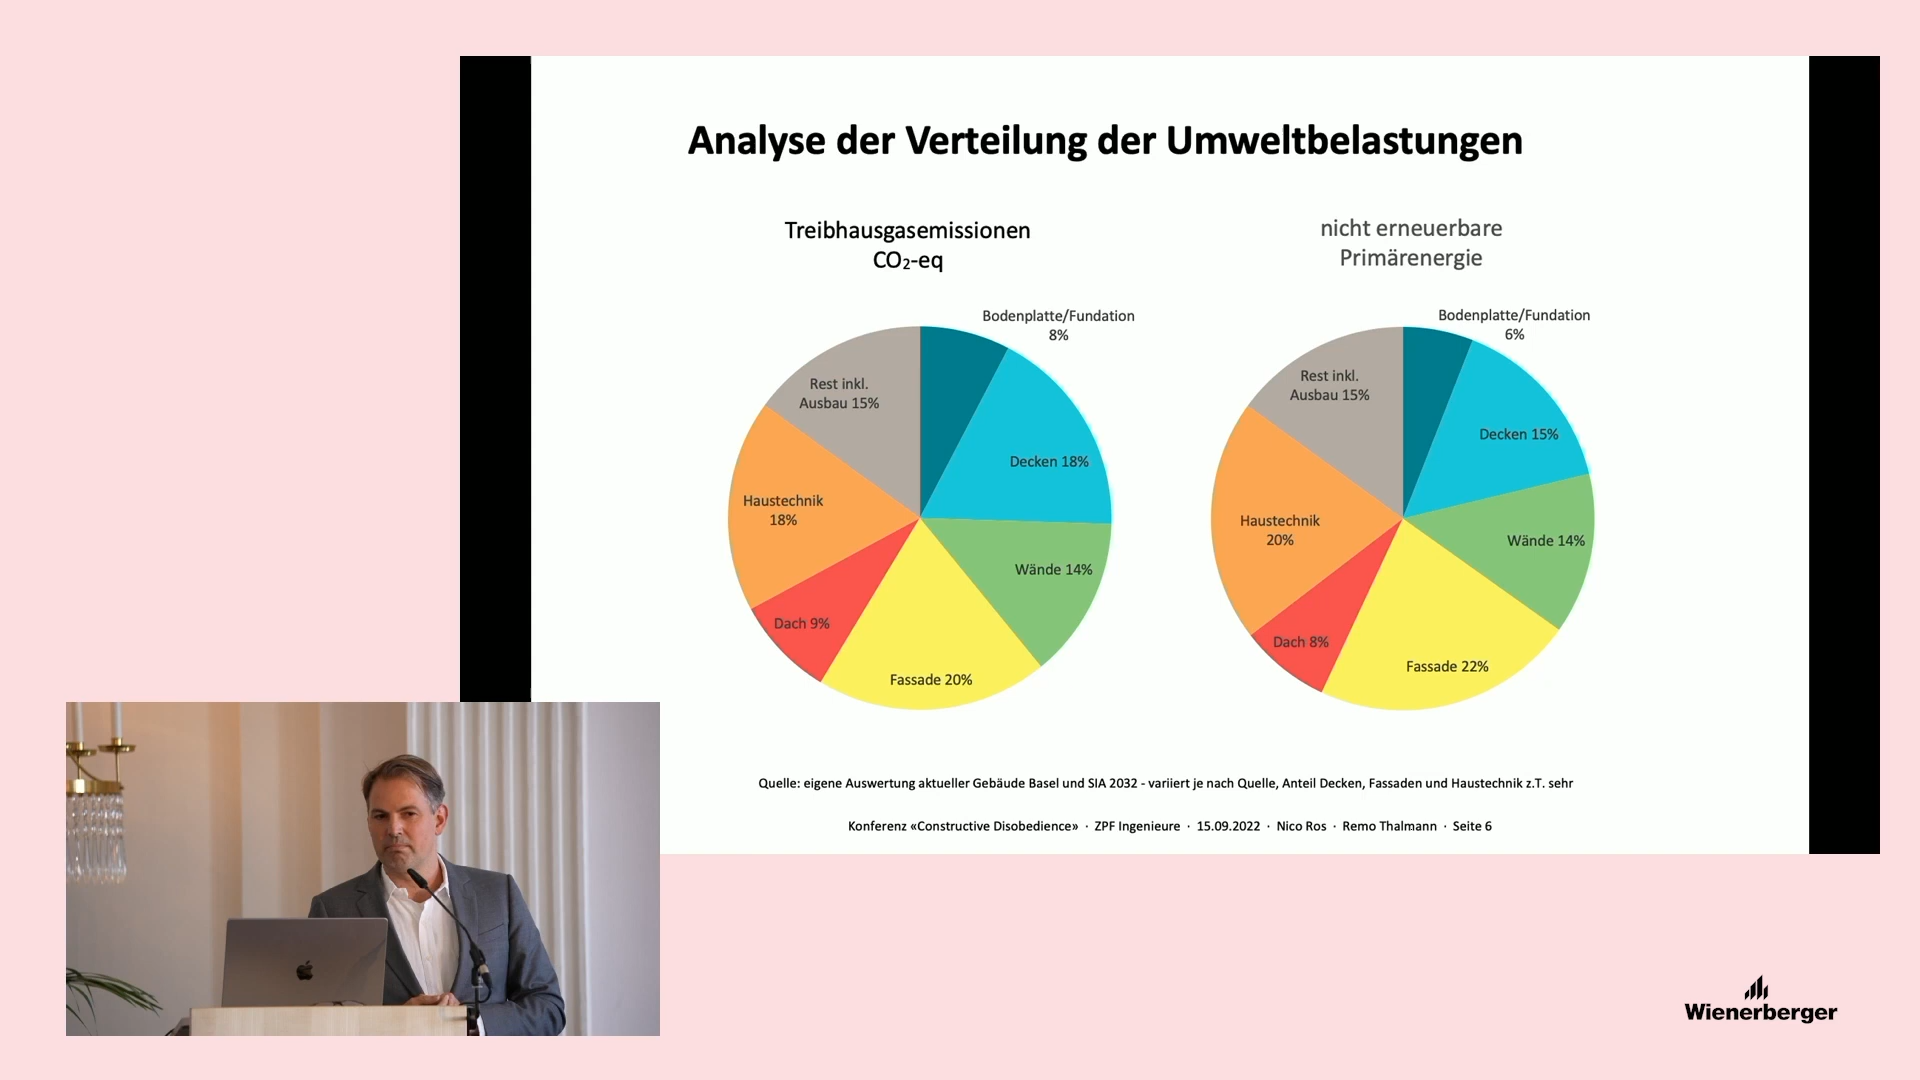 Analyse der Verteilung der Umweltbelastungen
Treibhausgasemissionen
CO₂-eq
Bodenplatte/Fundation
8%
Decken 18%
Wände 14%
Fassade 20%
Dach 9%
Haustechnik
18%
Rest inkl.
Ausbau 15%
nicht erneuerbare
Primärenergie
Bodenplatte/Fundation
6%
Decken 15%
Wände 14%
Fassade 22%
Dach 8%
Haustechnik
20%
Rest inkl.
Ausbau 15%
Quelle: eigene Auswertung aktueller Gebäude Basel und SIA 2032 - variiert je nach Quelle, Anteil Decken, Fassaden und Haustechnik z.T. sehr
Konferenz «Constructive Disobedience» · ZPF Ingenieure · 15.09.2022 · Nico Ros · Remo Thalmann · Seite 6
Wienerberger